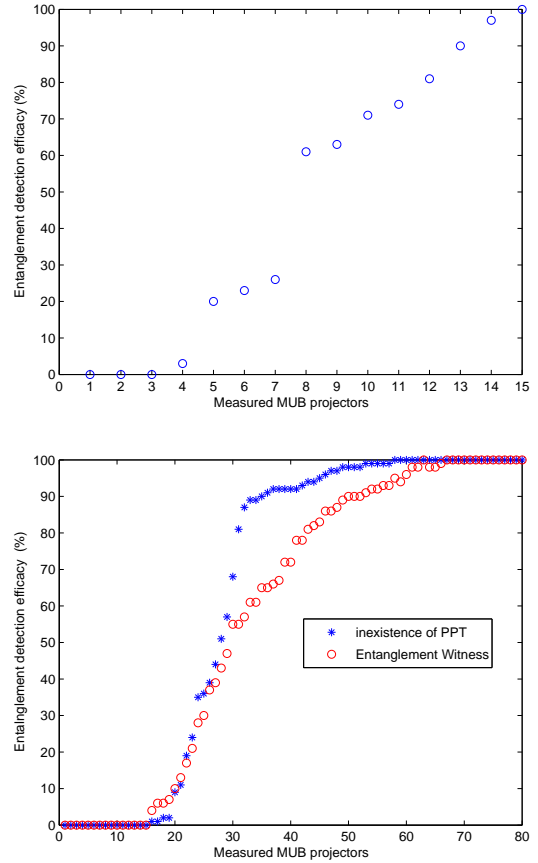 100
90
80
70
60
50
40
30
20
10
0
Entanglement detection efficacy (%)
0 1 2 3 4 5 6 7 8 9 10 11 12 13 14 15
Measured MUB projectors
100
90
80
70
60
50
40
30
20
10
0
Entalnglement detection efficacy (%)
inexistence of PPT
Entanglement Witness
0 10 20 30 40 50 60 70 80
Measured MUB projectors